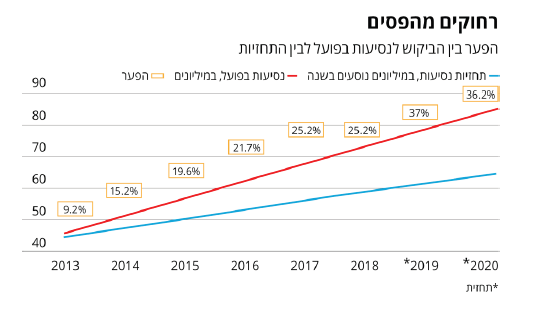 רחוקים מהפסים
הפער בין הביקוש לנסיעות בפועל לבין התחזיות
תחזיות נסיעות, במיליונים נוסעים בשנה נסיעות בפועל, במיליונים הפער
90
80
70
60
50
40
9.2%
15.2%
19.6%
21.7%
25.2%
25.2%
37%
36.2%
2013 2014 2015 2016 2017 2018 *2019 *2020
*תחזית